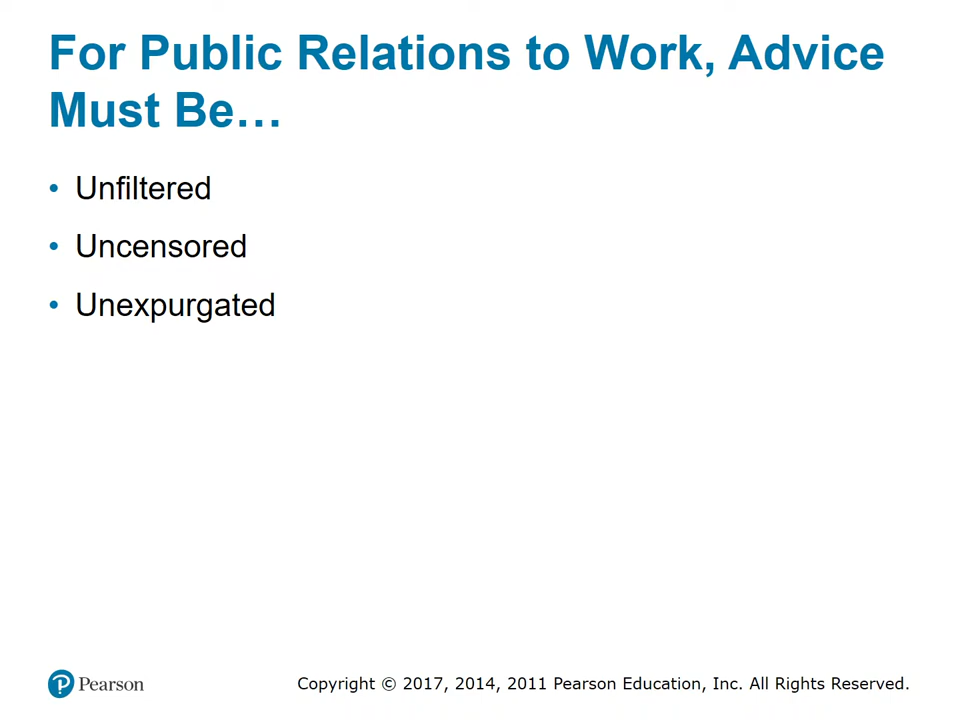 For Public Relations to Work, Advice
Must Be…
• Unfiltered
• Uncensored
• Unexpurgated
Pearson
Copyright © 2017, 2014, 2011 Pearson Education, Inc. All Rights Reserved.